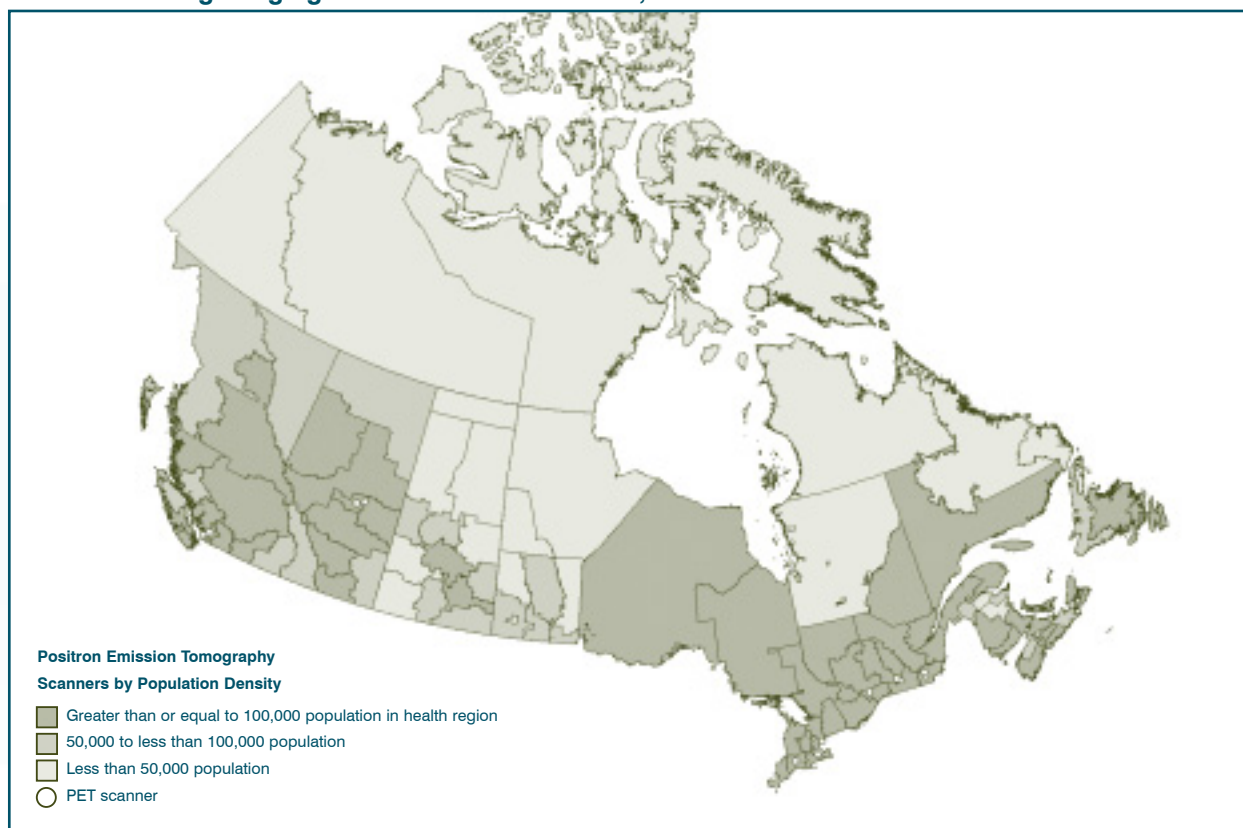 Positron Emission Tomography
Scanners by Population Density
Greater than or equal to 100,000 population in health region
50,000 to less than 100,000 population
Less than 50,000 population
PET scanner